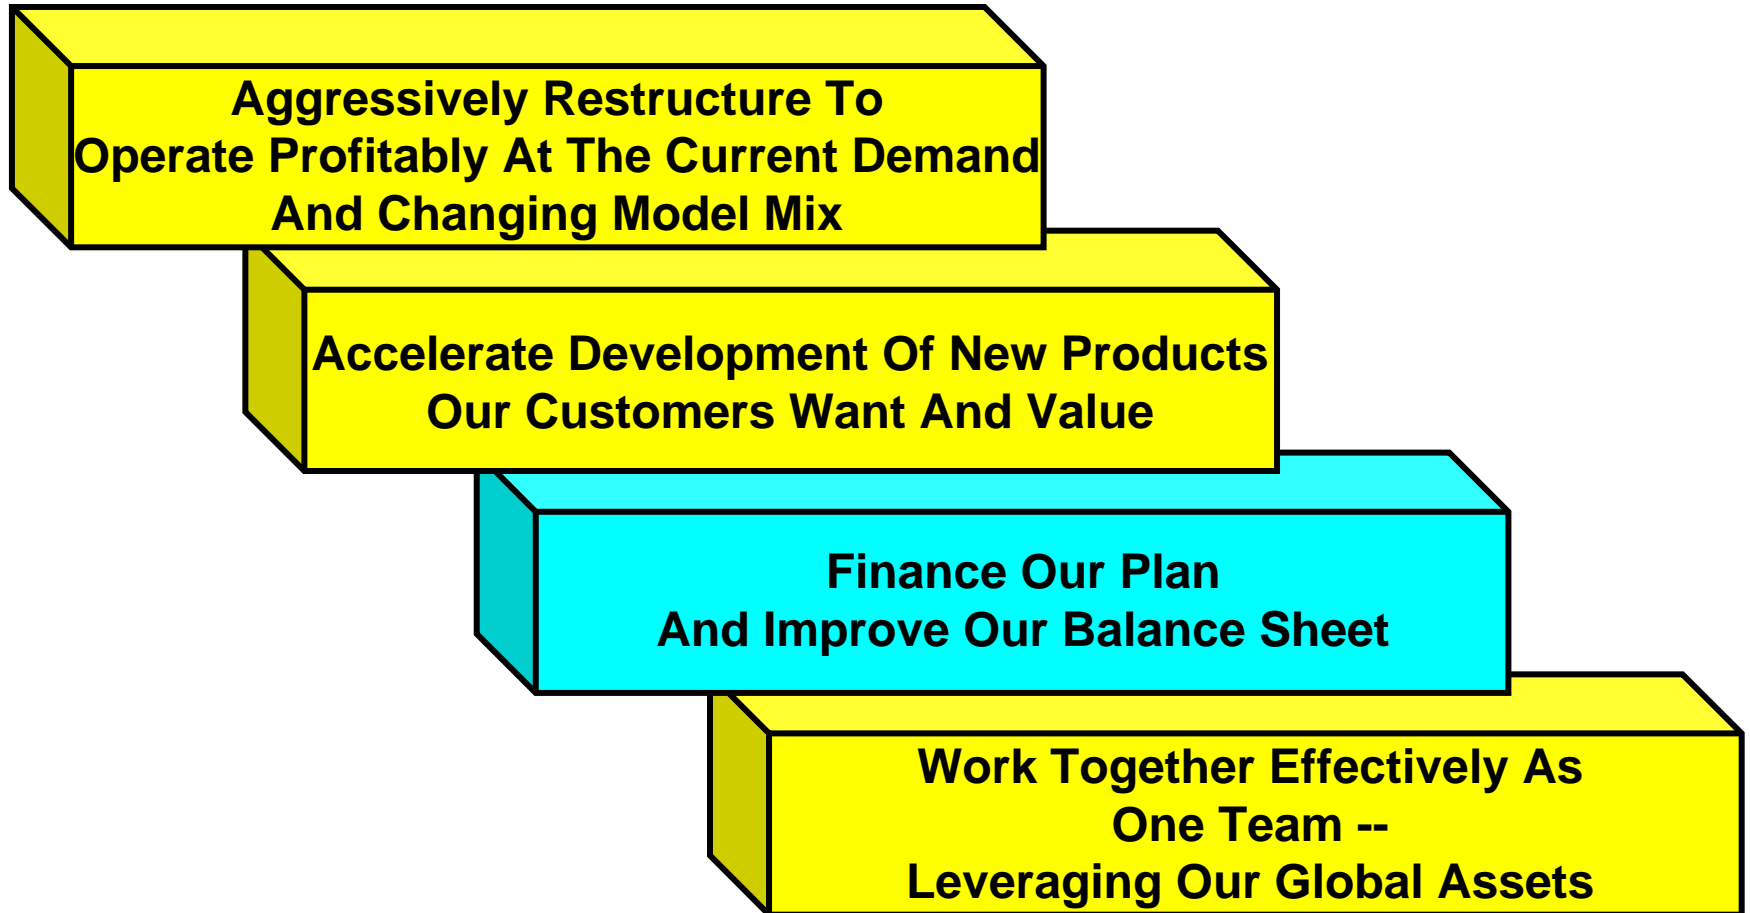 Aggressively Restructure To
Operate Profitably At The Current Demand
And Changing Model Mix
Accelerate Development Of New Products
Our Customers Want And Value
Finance Our Plan
And Improve Our Balance Sheet
Work Together Effectively As
One Team --
Leveraging Our Global Assets